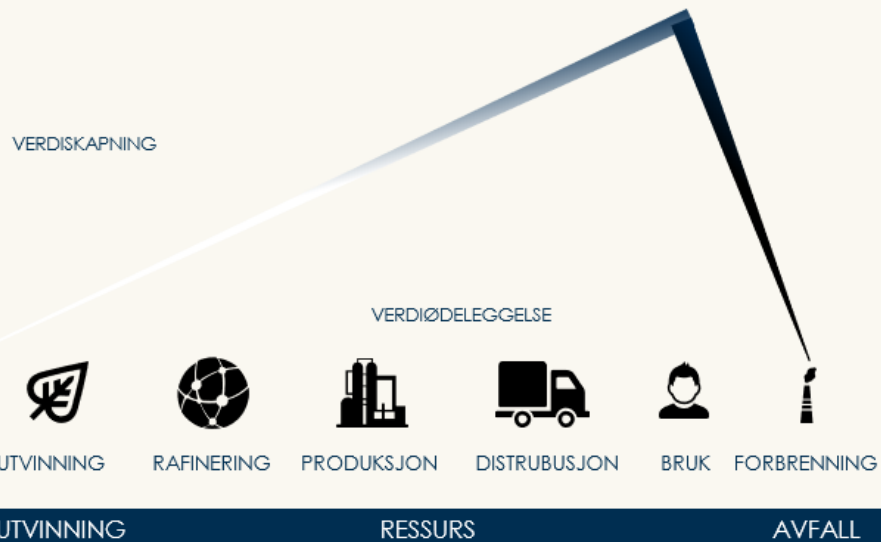 VERDISKAPNING
VERDIØDELEGGELSE
UTVINNING RAFINERING PRODUKSJON DISTRUBUSJON BRUK FORBRENNING
UTVINNING RESSURS AVFALL